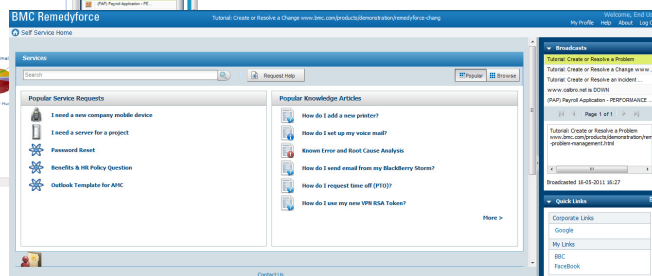 (PAF) Payroll Application - PE...
BMC Remedyforce
Tutorial: Create or Resolve a Change www.bmc.com/products/demonstration/remedyforce-chang
Welcome, End Us
My Profile Help About Log O
Self Service Home
Services
Search
Request Help
Popular
Browse
Popular Service Requests
I need a new company mobile device
I need a server for a project
Password Reset
Benefits & HR Policy Question
Outlook Template for AMC
Popular Knowledge Articles
How do I add a new printer?
How do I set up my voice mail?
Known Error and Root Cause Analysis
How do I send email from my BlackBerry Storm?
How do I request time off (PTO)?
How do I use my new VPN RSA Token?
More >
Contact Us
Broadcasts
Tutorial: Create or Resolve a Problem
Tutorial: Create or Resolve a Change www...
Tutorial: Create or Resolve an Incident ...
www.calbro.net is DOWN
(PAF) Payroll Application - PERFORMANCE ...
Page 1 of 1
Tutorial: Create or Resolve a Problem
www.bmc.com/products/demonstration/rem
-problem-management.html
Broadcasted 16-05-2011 16:27
Quick Links
Corporate Links
Google
My Links
BBC
FaceBook